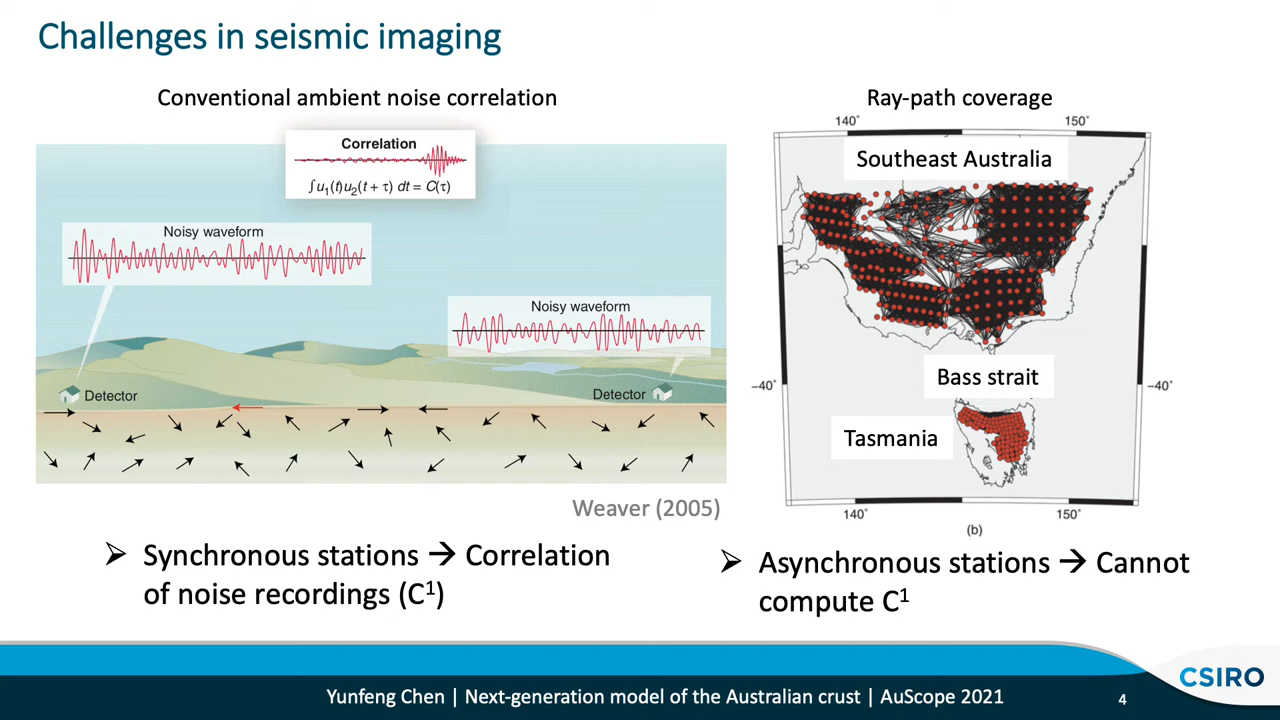 Challenges in seismic imaging
Conventional ambient noise correlation
Correlation
∫u₁(t)u₂(t + τ) dt = C(τ)
Noisy waveform
Noisy waveform
Detector
Detector
Weaver (2005)
➢ Synchronous stations → Correlation
of noise recordings (C¹)
Ray-path coverage
140° 150°
Southeast Australia
Bass strait
−40° −40°
Tasmania
140° 150°
(b)
➢ Asynchronous stations → Cannot
compute C¹
Yunfeng Chen | Next-generation model of the Australian crust | AuScope 2021
4
CSIRO